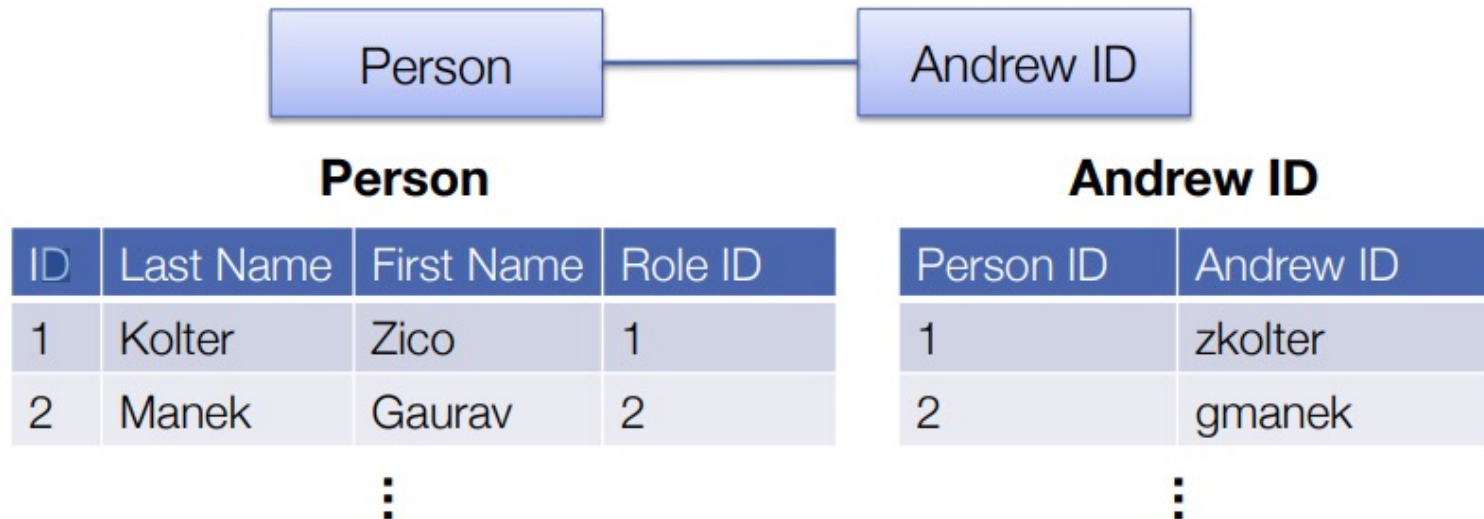 Person Andrew ID
Person Andrew ID
ID Last Name First Name Role ID Person ID Andrew ID
1 Kolter Zico 1 1 zkolter
2 Manek Gaurav 2 2 gmanek
⋮ ⋮